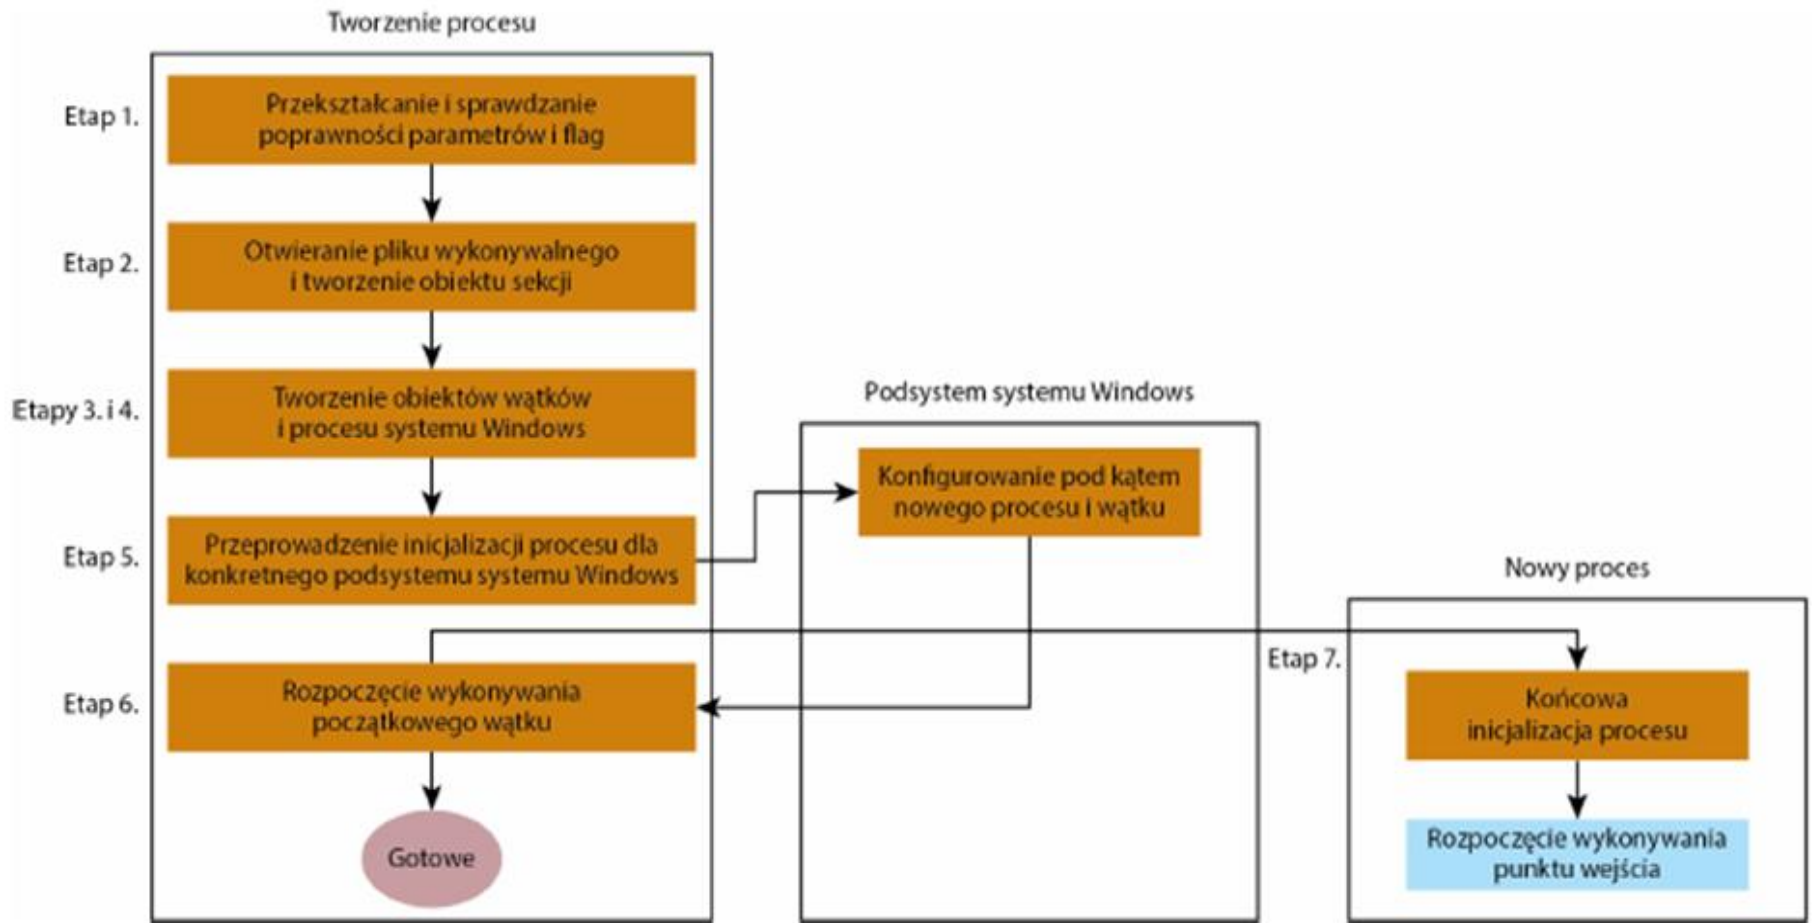 Tworzenie procesu
Etap 1.
Przekształcanie i sprawdzanie
poprawności parametrów i flag
Etap 2.
Otwieranie pliku wykonywalnego
i tworzenie obiektu sekcji
Etapy 3. i 4.
Tworzenie obiektów wątków
i procesu systemu Windows
Etap 5.
Przeprowadzenie inicjalizacji procesu dla
konkretnego podsystemu systemu Windows
Podsystem systemu Windows
Konfigurowanie pod kątem
nowego procesu i wątku
Etap 6.
Rozpoczęcie wykonywania
początkowego wątku
Gotowe
Nowy proces
Etap 7.
Końcowa
inicjalizacja procesu
Rozpoczęcie wykonywania
punktu wejścia